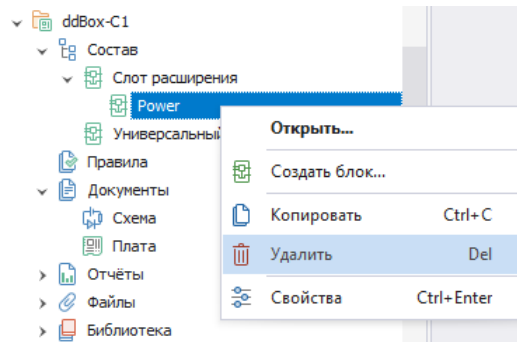 ddBox-C1
Состав
Слот расширения
Power
Универсальный
Правила
Документы
Схема
Плата
Отчёты
Файлы
Библиотека
Открыть...
Создать блок...
Копировать Ctrl+C
Удалить Del
Свойства Ctrl+Enter